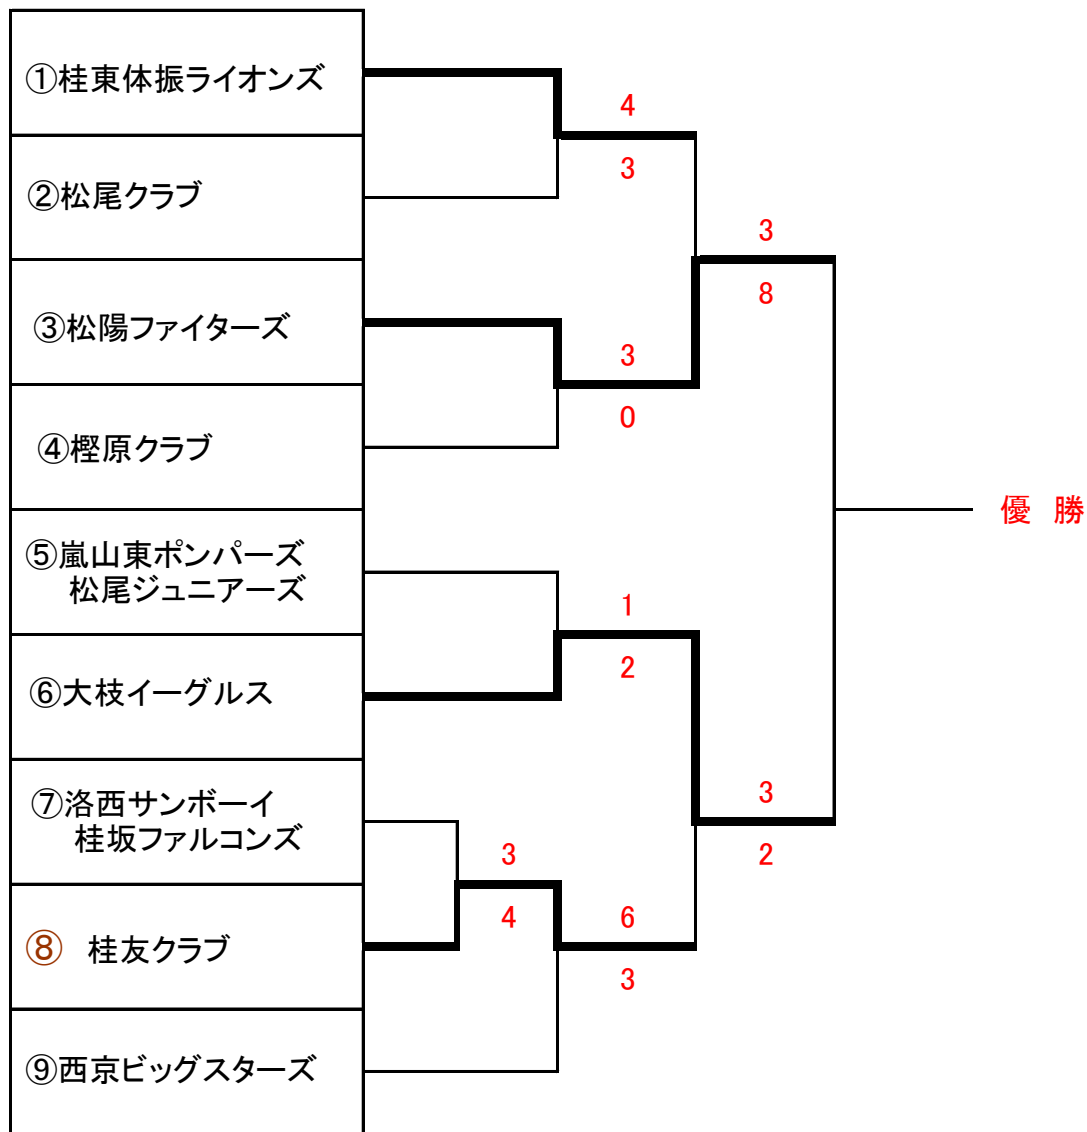 ①桂東体振ライオンズ
②松尾クラブ
③松陽ファイターズ
④樫原クラブ
⑤嵐山東ポンパーズ
松尾ジュニアーズ
⑥大枝イーグルス
⑦洛西サンボーイ
桂坂ファルコンズ
⑧ 桂友クラブ
⑨西京ビッグスターズ
3
4
4
3
3
0
1
2
6
3
3
8
3
2
優 勝